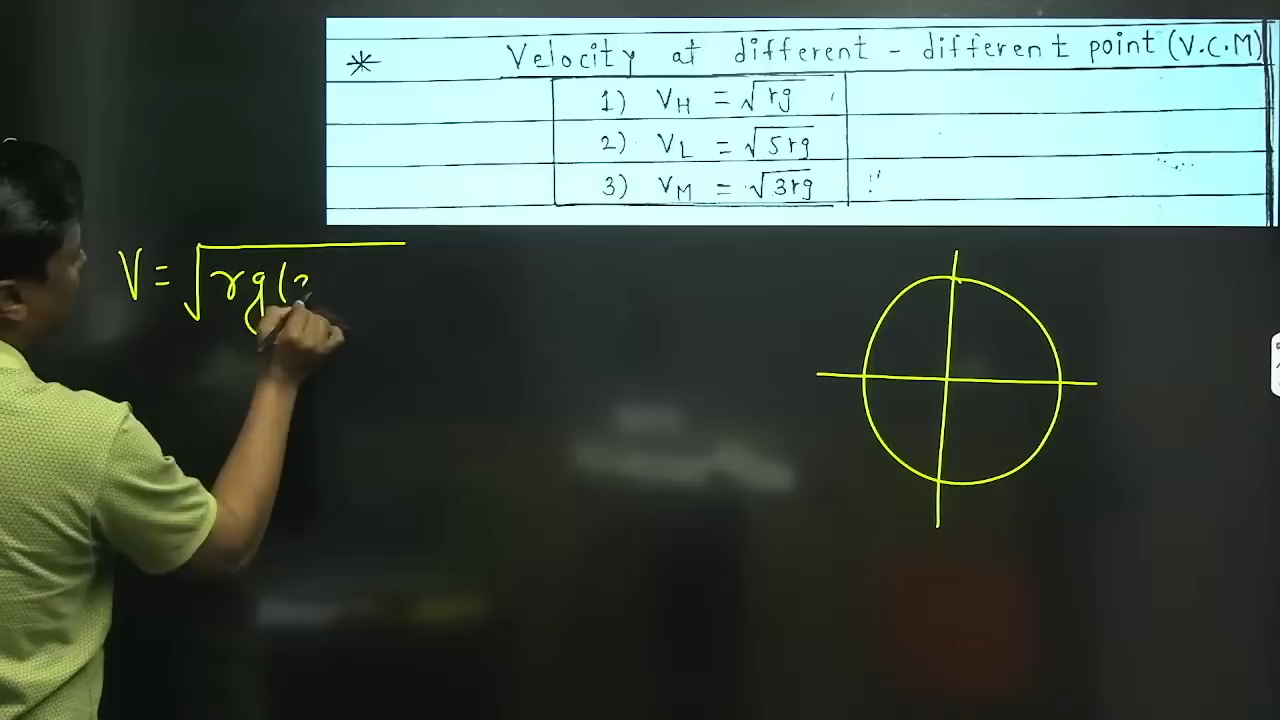 * Velocity at different - different point (V.C.M)
1) V_H = √rg
2) V_L = √5rg
3) V_M = √3rg
V = √rg(